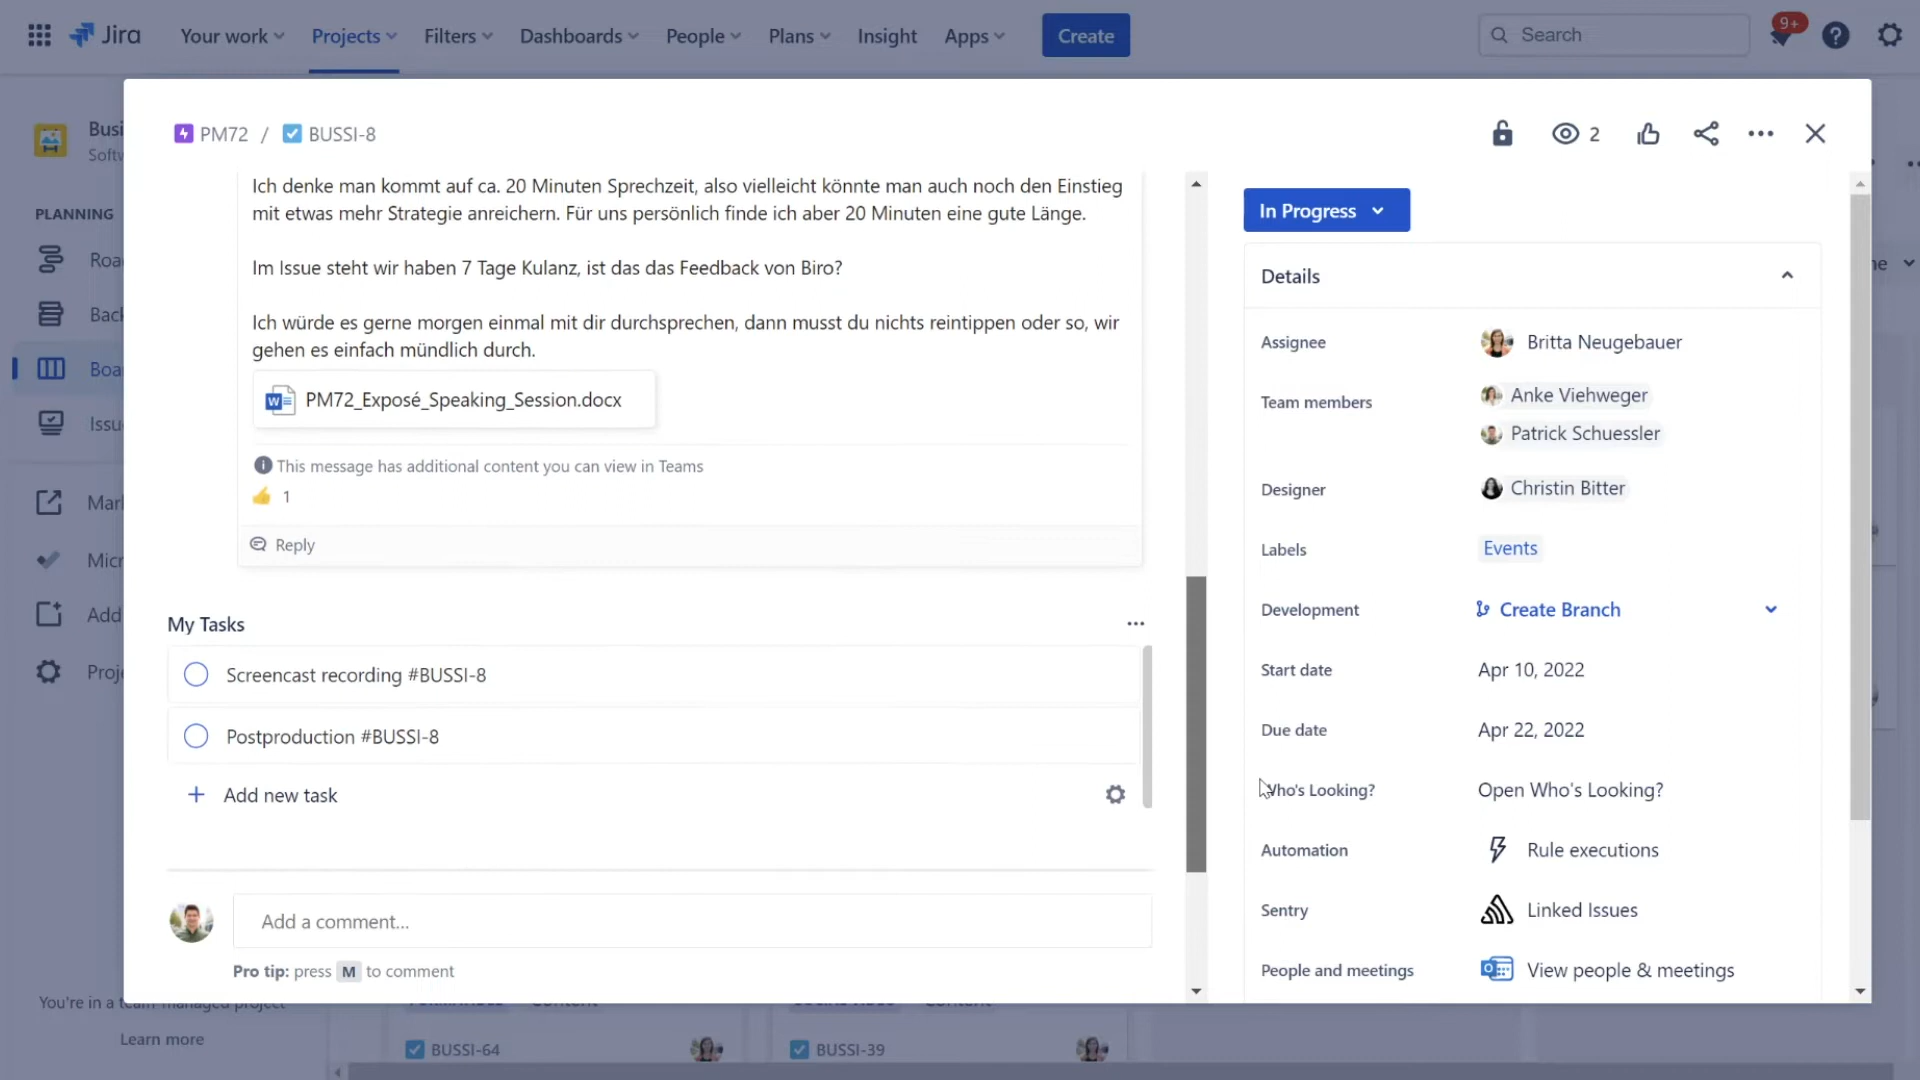 Jira Your work Projects Filters Dashboards People Plans Insight Apps Create Search 9+
PM72 / BUSSI-8 2
Busi
Softw
PLANNING
Roa
Back
Boa
Issu
Mar
Micr
Add
Proje
Ich denke man kommt auf ca. 20 Minuten Sprechzeit, also vielleicht könnte man auch noch den Einstieg
mit etwas mehr Strategie anreichern. Für uns persönlich finde ich aber 20 Minuten eine gute Länge.
Im Issue steht wir haben 7 Tage Kulanz, ist das das Feedback von Biro?
Ich würde es gerne morgen einmal mit dir durchsprechen, dann musst du nichts reintippen oder so, wir
gehen es einfach mündlich durch.
PM72_Exposé_Speaking_Session.docx
This message has additional content you can view in Teams
1
Reply
My Tasks
Screencast recording #BUSSI-8
Postproduction #BUSSI-8
+ Add new task
Add a comment...
Pro tip: press M to comment
In Progress
Details
Assignee Britta Neugebauer
Team members Anke Viehweger
Patrick Schuessler
Designer Christin Bitter
Labels Events
Development Create Branch
Start date Apr 10, 2022
Due date Apr 22, 2022
Who's Looking? Open Who's Looking?
Automation Rule executions
Sentry Linked Issues
People and meetings View people & meetings
You're in a team-managed project
Learn more
BUSSI-64
BUSSI-39